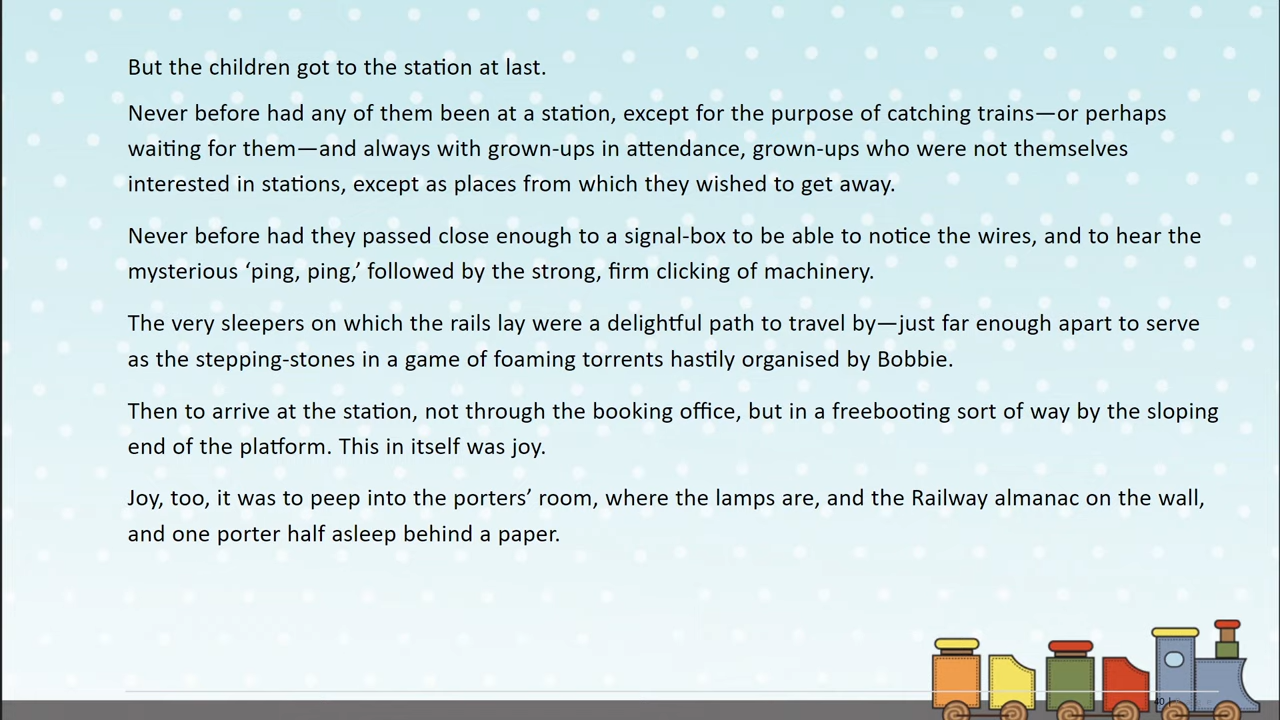 But the children got to the station at last.
Never before had any of them been at a station, except for the purpose of catching trains—or perhaps
waiting for them—and always with grown-ups in attendance, grown-ups who were not themselves
interested in stations, except as places from which they wished to get away.
Never before had they passed close enough to a signal-box to be able to notice the wires, and to hear the
mysterious ‘ping, ping,’ followed by the strong, firm clicking of machinery.
The very sleepers on which the rails lay were a delightful path to travel by—just far enough apart to serve
as the stepping-stones in a game of foaming torrents hastily organised by Bobbie.
Then to arrive at the station, not through the booking office, but in a freebooting sort of way by the sloping
end of the platform. This in itself was joy.
Joy, too, it was to peep into the porters’ room, where the lamps are, and the Railway almanac on the wall,
and one porter half asleep behind a paper.